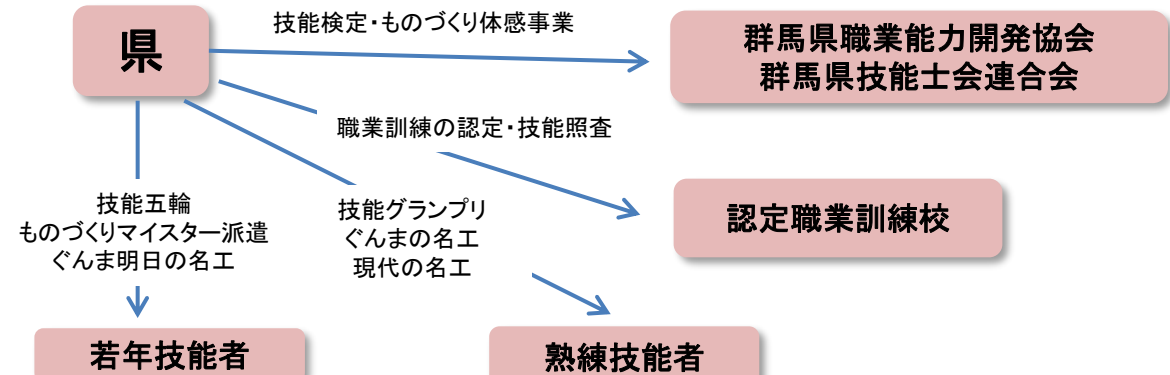 県
技能検定・ものづくり体感事業
群馬県職業能力開発協会
群馬県技能士会連合会
職業訓練の認定・技能照査
認定職業訓練校
技能五輪
ものづくりマイスター派遣
ぐんま明日の名工
技能グランプリ
ぐんまの名工
現代の名工
若年技能者
熟練技能者